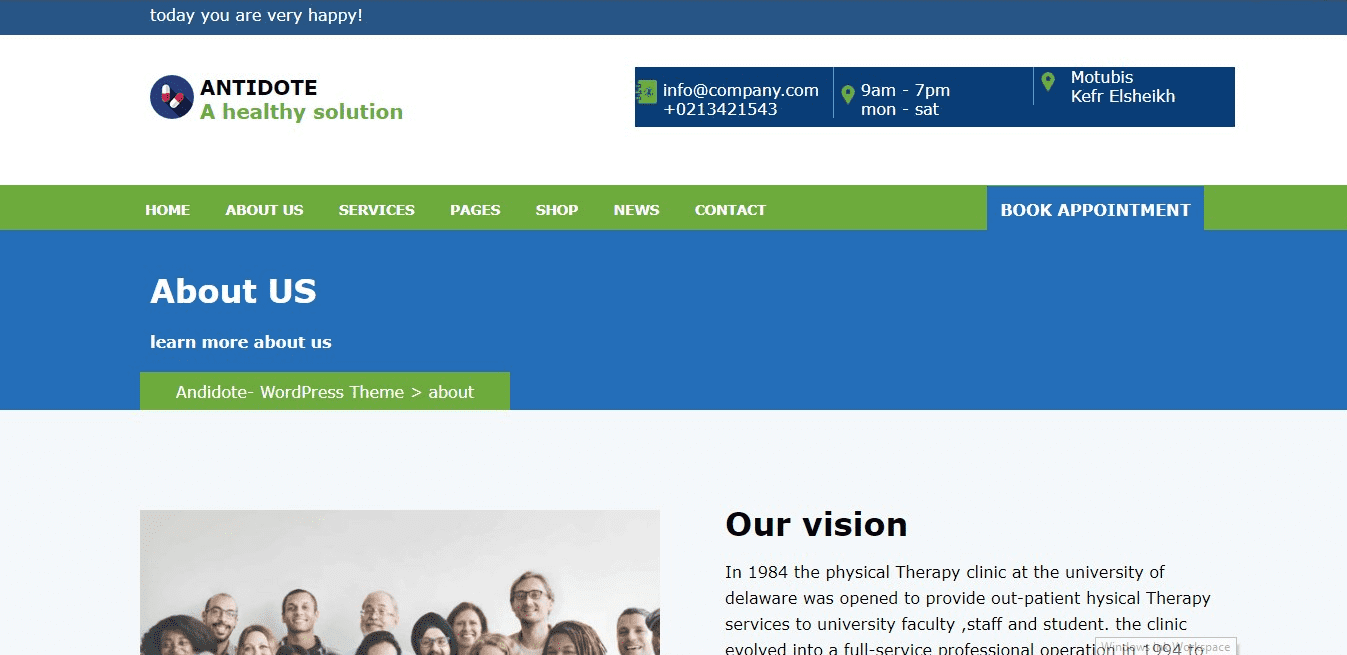 today you are very happy!
ANTIDOTE
A healthy solution
info@company.com
+0213421543
9am - 7pm
mon - sat
Motubis
Kefr Elsheikh
HOME ABOUT US SERVICES PAGES SHOP NEWS CONTACT BOOK APPOINTMENT
About US
learn more about us
Andidote- WordPress Theme > about
Our vision
In 1984 the physical Therapy clinic at the university of
delaware was opened to provide out-patient hysical Therapy
services to university faculty ,staff and student. the clinic
evolved into a full-service professional operation in 1994 to
Windows Ink Workspace